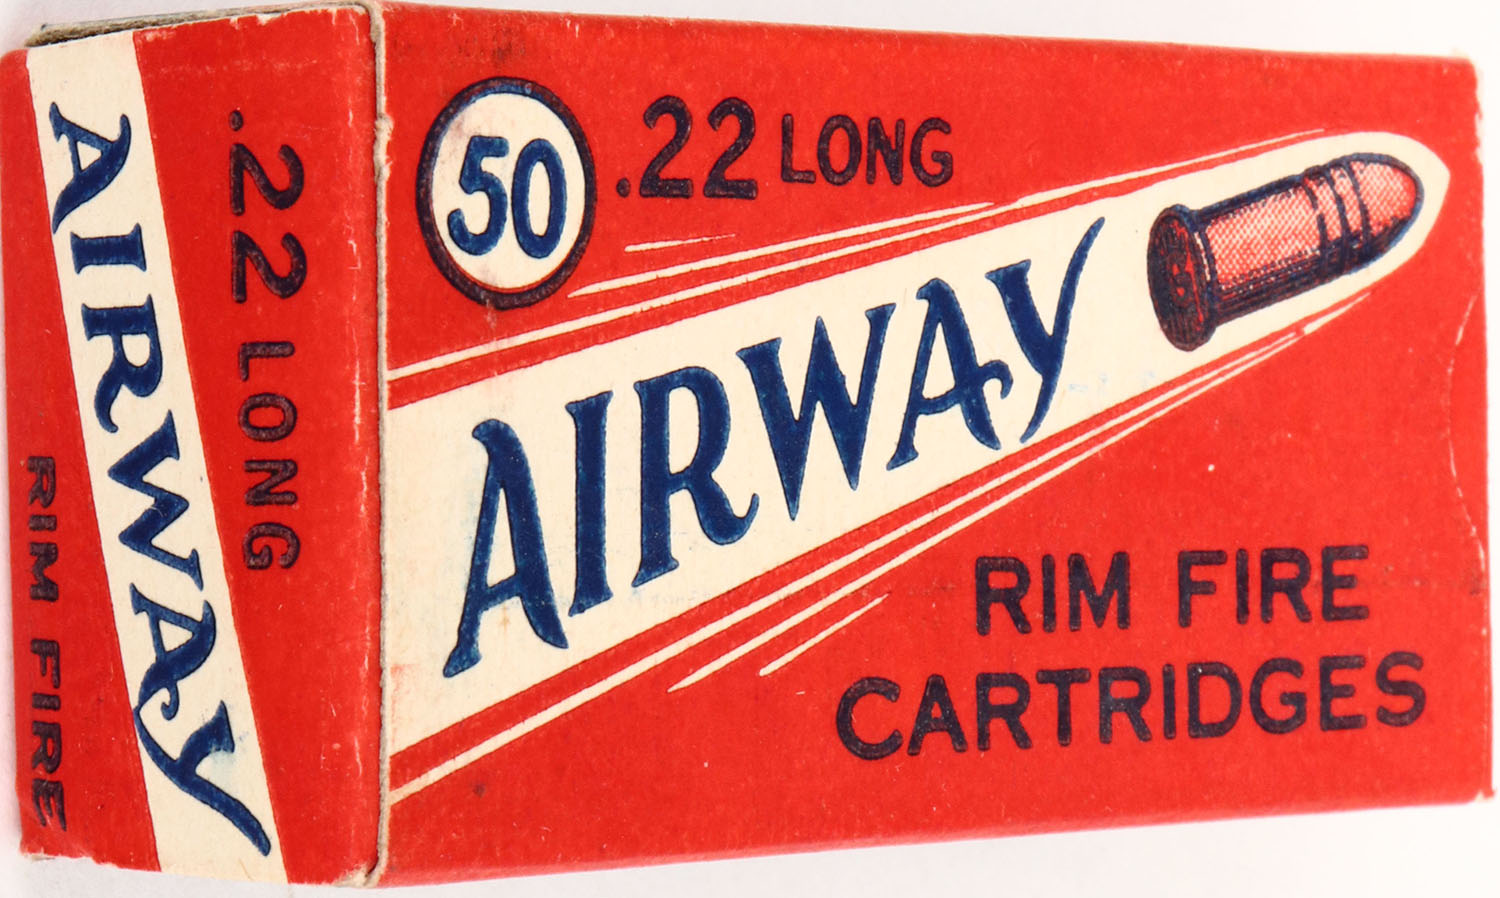 50
.22 LONG
AIRWAY
RIM FIRE
CARTRIDGES
.22 LONG
AIRWAY
RIM FIRE